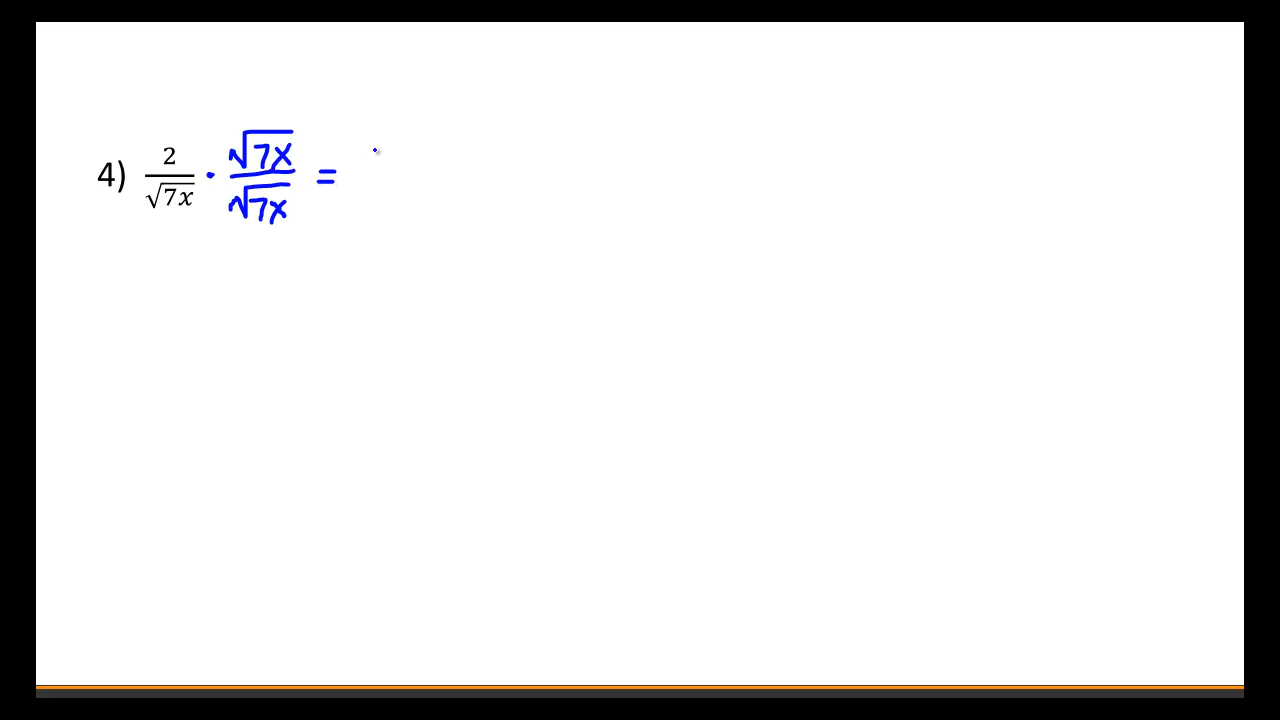 4) 2/√7x · √7x/√7x =